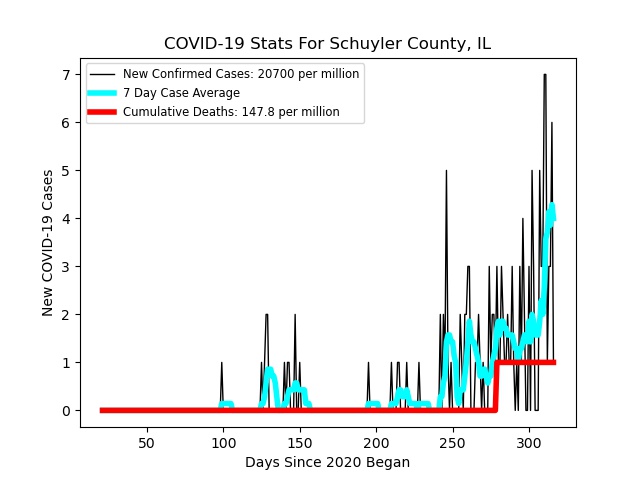 COVID-19 Stats For Schuyler County, IL
New Confirmed Cases: 20700 per million
7 Day Case Average
Cumulative Deaths: 147.8 per million
New COVID-19 Cases
7
6
5
4
3
2
1
0
50 100 150 200 250 300
Days Since 2020 Began